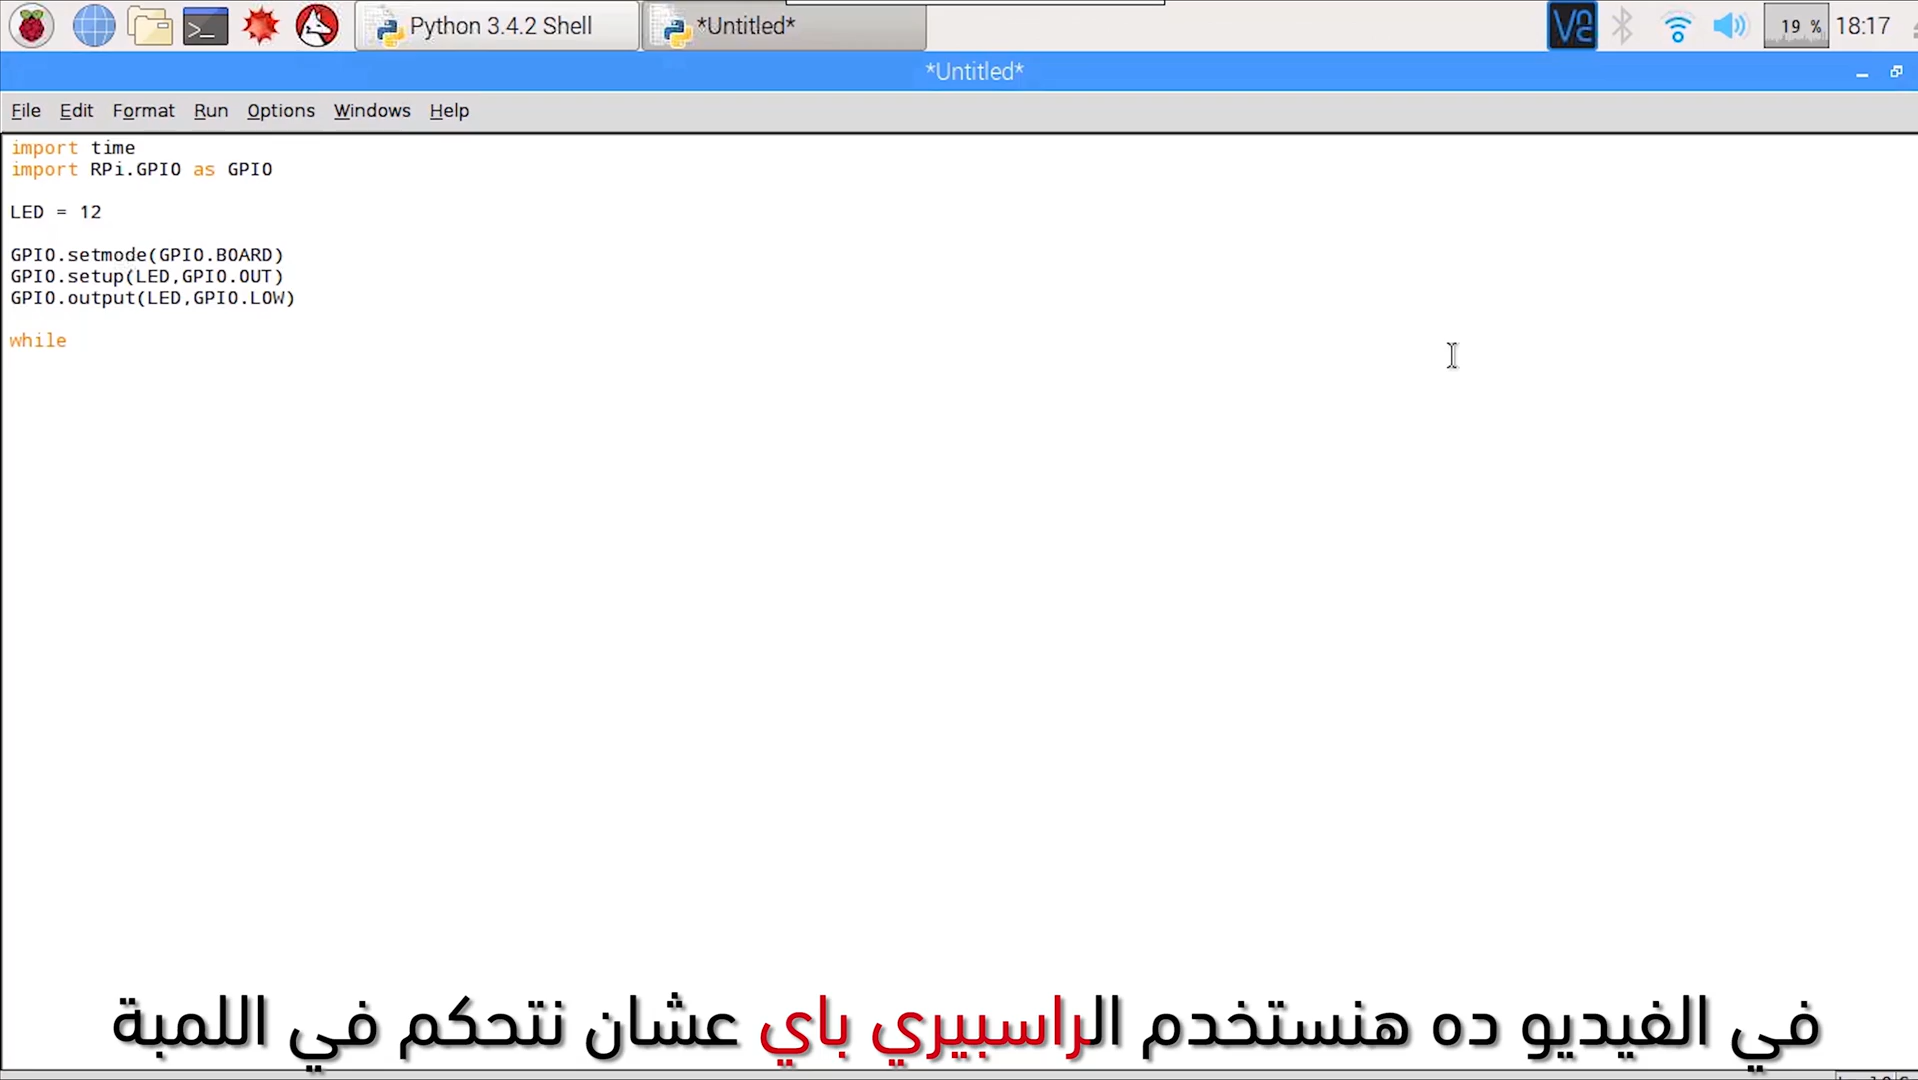 Python 3.4.2 Shell
*Untitled*
19 %
18:17
*Untitled*
File Edit Format Run Options Windows Help
import time
import RPi.GPIO as GPIO
LED = 12
GPIO.setmode(GPIO.BOARD)
GPIO.setup(LED,GPIO.OUT)
GPIO.output(LED,GPIO.LOW)
while
في الفيديو ده هنستخدم الراسبيري باي عشان نتحكم في اللمبة